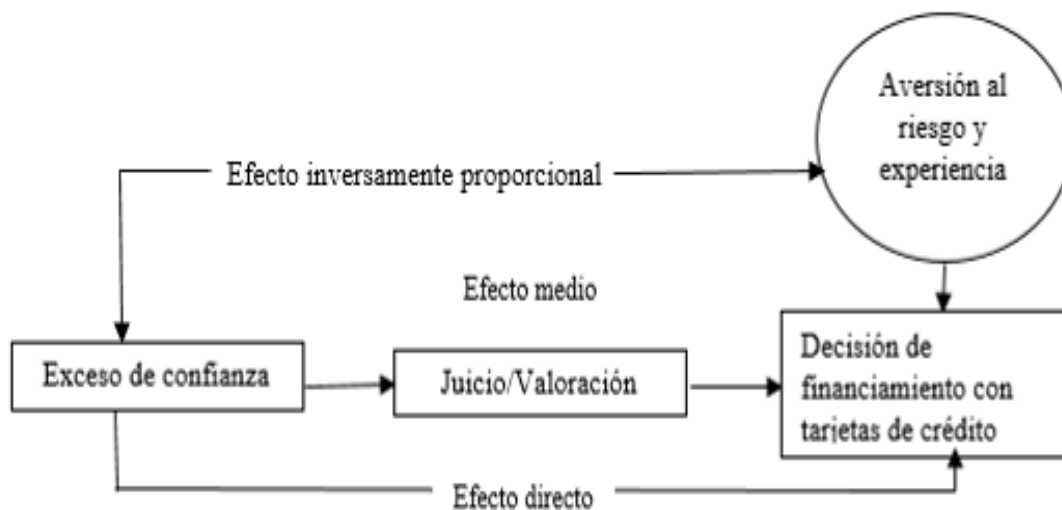 Aversión al
riesgo y
experiencia
Efecto inversamente proporcional
Efecto medio
Exceso de confianza
Juicio/Valoración
Decisión de
financiamiento con
tarjetas de crédito
Efecto directo